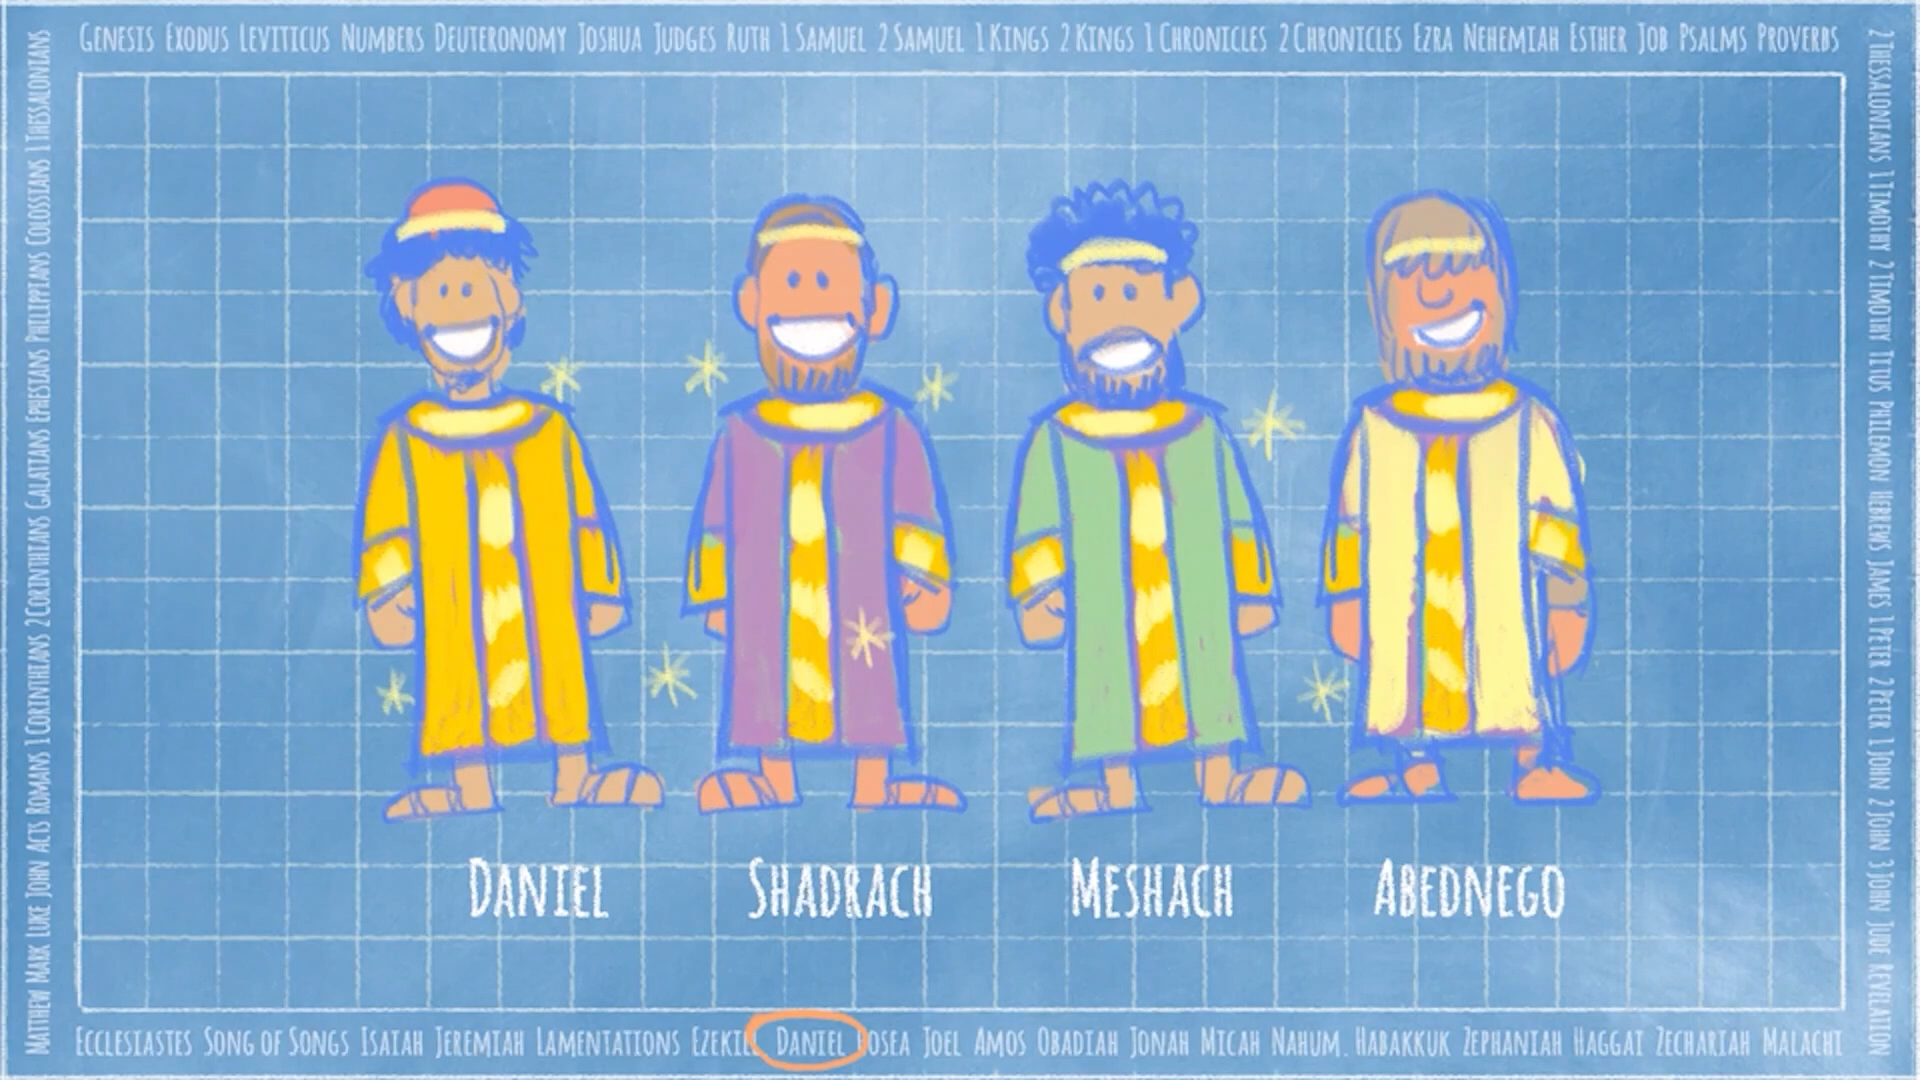 Genesis Exodus Leviticus Numbers Deuteronomy Joshua Judges Ruth 1 Samuel 2 Samuel 1 Kings 2 Kings 1 Chronicles 2 Chronicles Ezra Nehemiah Esther Job Psalms Proverbs
Daniel
Shadrach
Meshach
Abednego
Ecclesiastes Song of Songs Isaiah Jeremiah Lamentations Daniel Joel Amos Obadiah Jonah Micah Nahum. Habakkuk Zephaniah Haggai Zechariah Malachi
Matthew Mark Luke John Acts Romans 1 Corinthians 2 Corinthians Galatians Ephesians Philippians Colossians 1 Thessalonians
2 Thessalonians 1 Timothy 2 Timothy Titus Philemon Hebrews James 1 Peter 2 Peter 1 John 2 John 3 John Jude Revelation